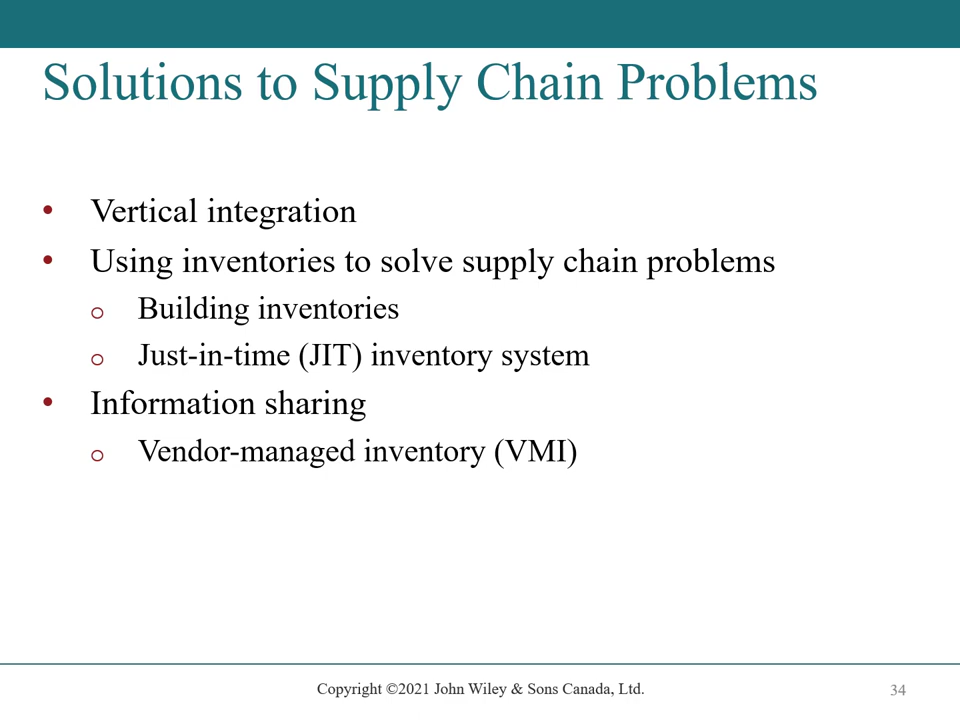 Solutions to Supply Chain Problems
• Vertical integration
• Using inventories to solve supply chain problems
o Building inventories
o Just-in-time (JIT) inventory system
• Information sharing
o Vendor-managed inventory (VMI)
Copyright ©2021 John Wiley & Sons Canada, Ltd.
34